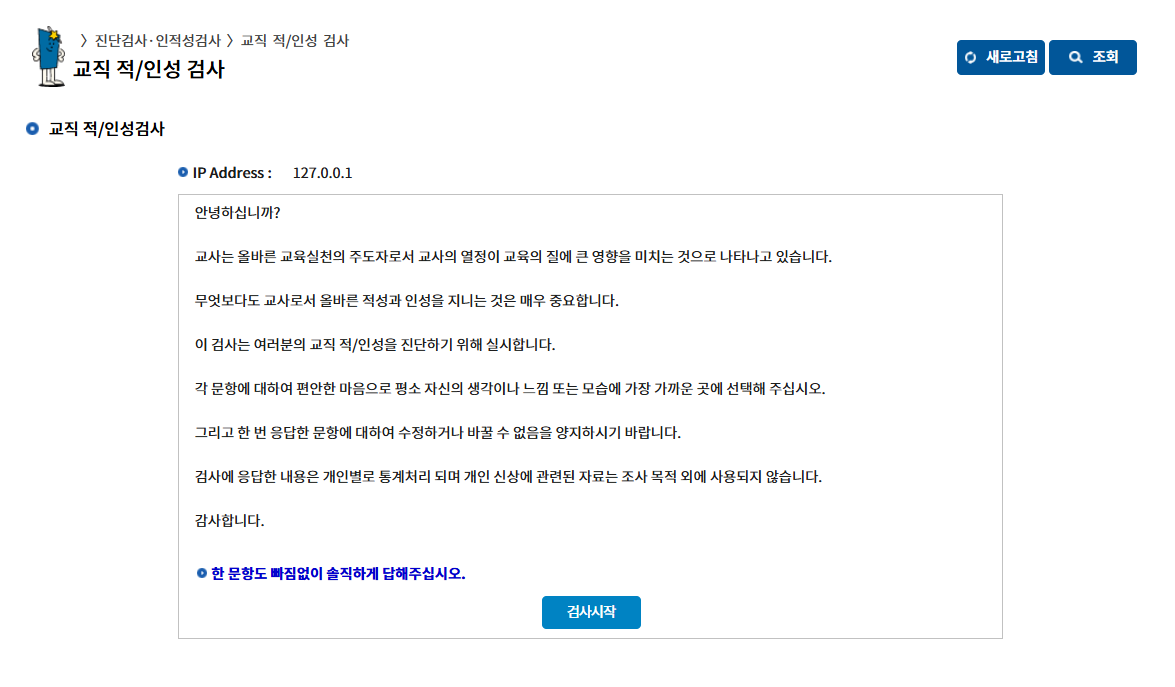 〉 진단검사·인적성검사 〉 교직 적/인성 검사
교직 적/인성 검사
새로고침
조회
교직 적/인성검사
IP Address : 127.0.0.1
안녕하십니까?
교사는 올바른 교육실천의 주도자로서 교사의 열정이 교육의 질에 큰 영향을 미치는 것으로 나타나고 있습니다.
무엇보다도 교사로서 올바른 적성과 인성을 지니는 것은 매우 중요합니다.
이 검사는 여러분의 교직 적/인성을 진단하기 위해 실시합니다.
각 문항에 대하여 편안한 마음으로 평소 자신의 생각이나 느낌 또는 모습에 가장 가까운 곳에 선택해 주십시오.
그리고 한 번 응답한 문항에 대하여 수정하거나 바꿀 수 없음을 양지하시기 바랍니다.
검사에 응답한 내용은 개인별로 통계처리 되며 개인 신상에 관련된 자료는 조사 목적 외에 사용되지 않습니다.
감사합니다.
한 문항도 빠짐없이 솔직하게 답해주십시오.
검사시작